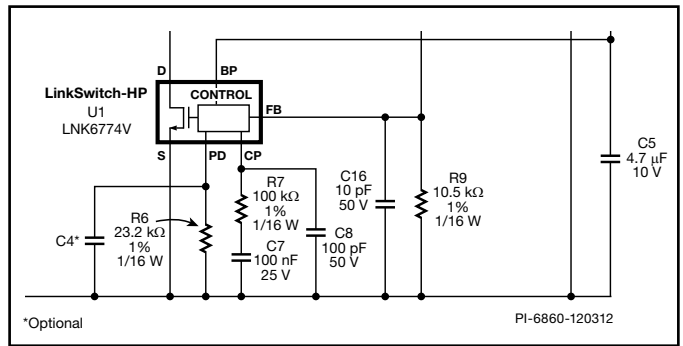 D
BP
LinkSwitch-HP
U1
LNK6774V
CONTROL
FB
S
PD
CP
C5
4.7 µF
10 V
C16
10 pF
50 V
R9
10.5 kΩ
1%
1/16 W
R7
100 kΩ
1%
1/16 W
R6
23.2 kΩ
1%
1/16 W
C4*
C7
100 nF
25 V
C8
100 pF
50 V
*Optional
PI-6860-120312